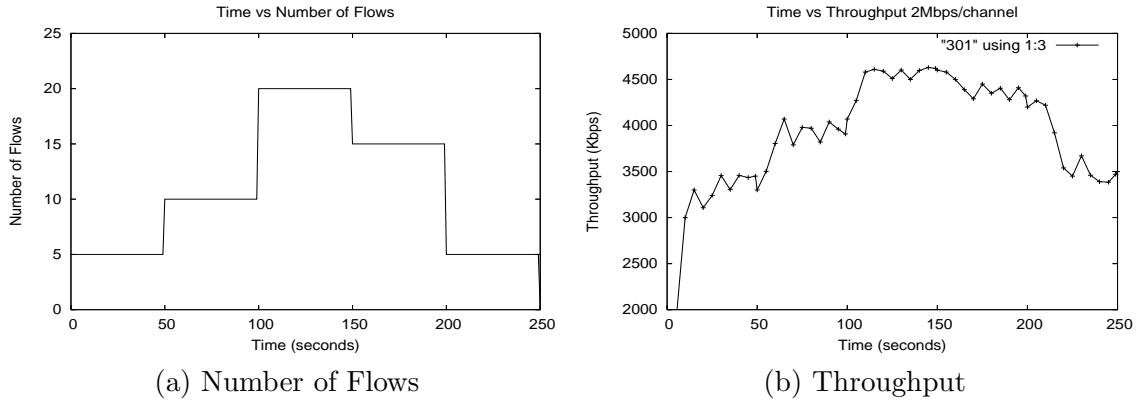 Time vs Number of Flows
25
20
15
10
5
0
Number of Flows
0 50 100 150 200 250
Time (seconds)
(a) Number of Flows
Time vs Throughput 2Mbps/channel
"301" using 1:3
5000
4500
4000
3500
3000
2500
2000
Throughput (Kbps)
0 50 100 150 200 250
Time (seconds)
(b) Throughput